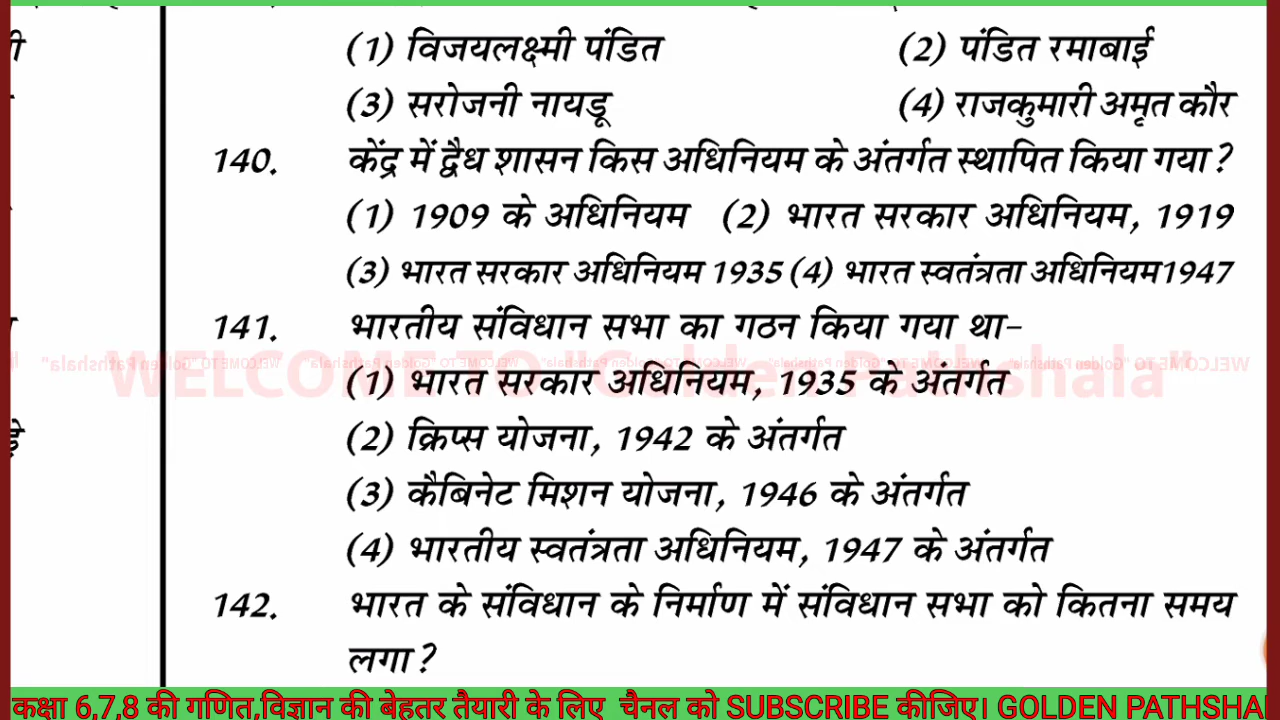 (1) विजयलक्ष्मी पंडित (2) पंडित रमाबाई
(3) सरोजनी नायडू (4) राजकुमारी अमृत कौर
140. केंद्र में द्वैध शासन किस अधिनियम के अंतर्गत स्थापित किया गया?
(1) 1909 के अधिनियम (2) भारत सरकार अधिनियम, 1919
(3) भारत सरकार अधिनियम 1935 (4) भारत स्वतंत्रता अधिनियम1947
141. भारतीय संविधान सभा का गठन किया गया था-
WELCOME TO "Golden Pathshala"
(1) भारत सरकार अधिनियम, 1935 के अंतर्गत
(2) क्रिप्स योजना, 1942 के अंतर्गत
(3) कैबिनेट मिशन योजना, 1946 के अंतर्गत
(4) भारतीय स्वतंत्रता अधिनियम, 1947 के अंतर्गत
142. भारत के संविधान के निर्माण में संविधान सभा को कितना समय
लगा?
कक्षा 6,7,8 की गणित,विज्ञान की बेहतर तैयारी के लिए चैनल को SUBSCRIBE कीजिए। GOLDEN PATHSHA